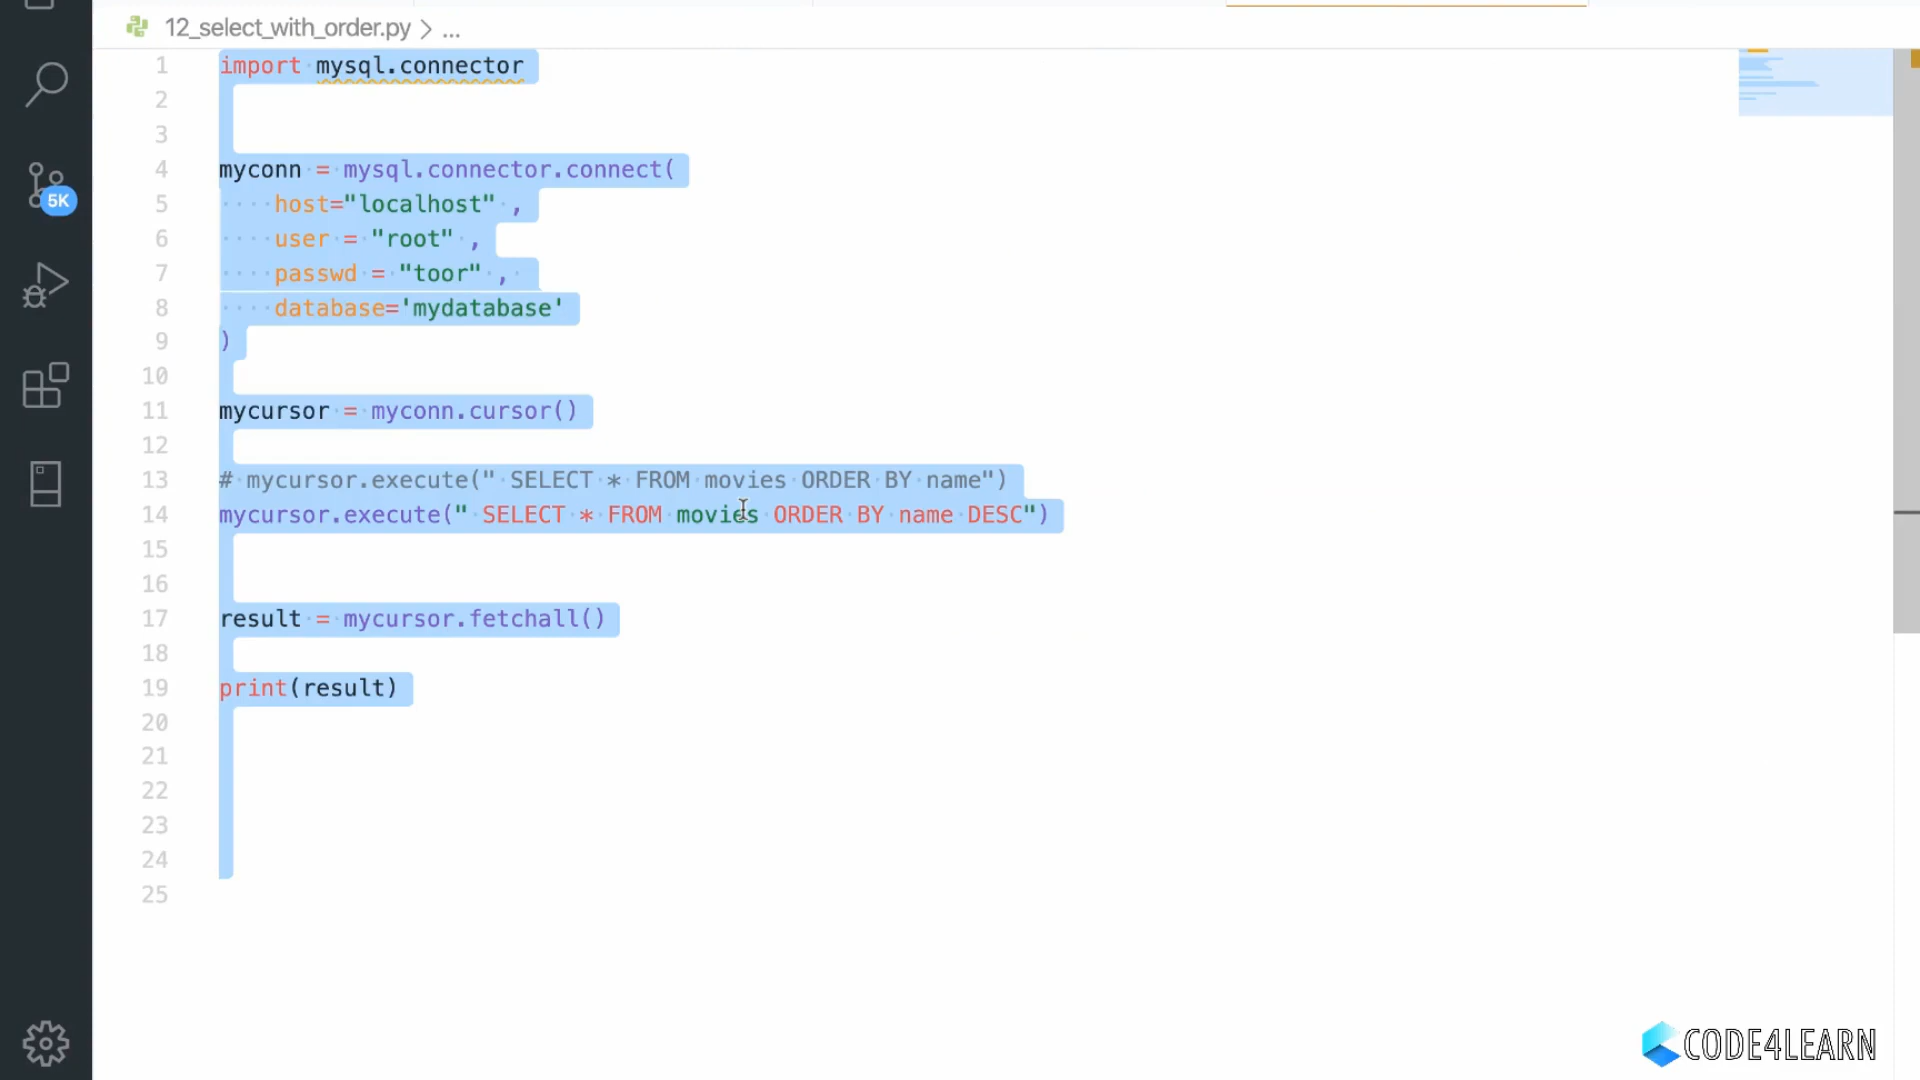 12_select_with_order.py > ...
1 import mysql.connector
2
3
4 myconn = mysql.connector.connect(
5     host="localhost" ,
6     user = "root" ,
7     passwd = "toor" ,
8     database='mydatabase'
9 )
10
11 mycursor = myconn.cursor()
12
13 # mycursor.execute(" SELECT * FROM movies ORDER BY name")
14 mycursor.execute(" SELECT * FROM movies ORDER BY name DESC")
15
16
17 result = mycursor.fetchall()
18
19 print(result)
20
21
22
23
24
25
5K
CODE4LEARN